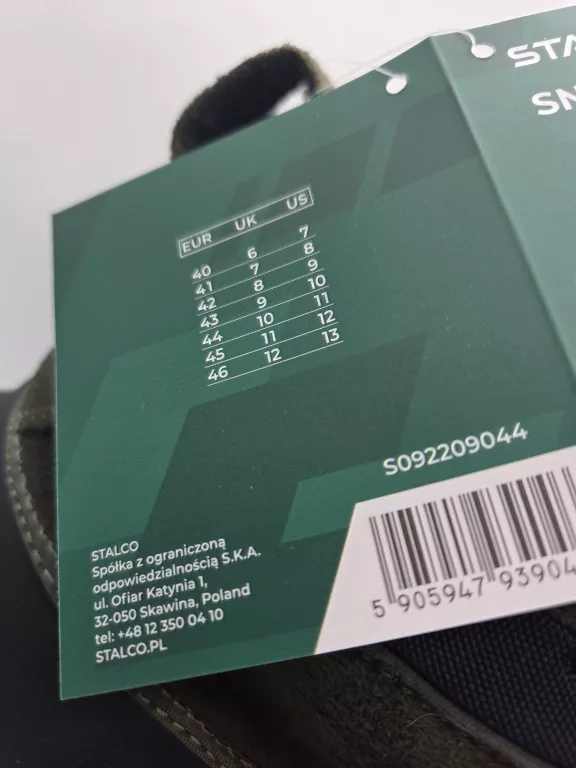 STA
SN
EUR UK US
40 6 7
41 7 8
42 8 9
43 9 10
44 10 11
45 11 12
46 12 13
S092209044
5 905947 93904
STALCO
Spółka z ograniczoną
odpowiedzialnością S.K.A.
ul. Ofiar Katynia 1,
32-050 Skawina, Poland
tel: +48 12 350 04 10
STALCO.PL